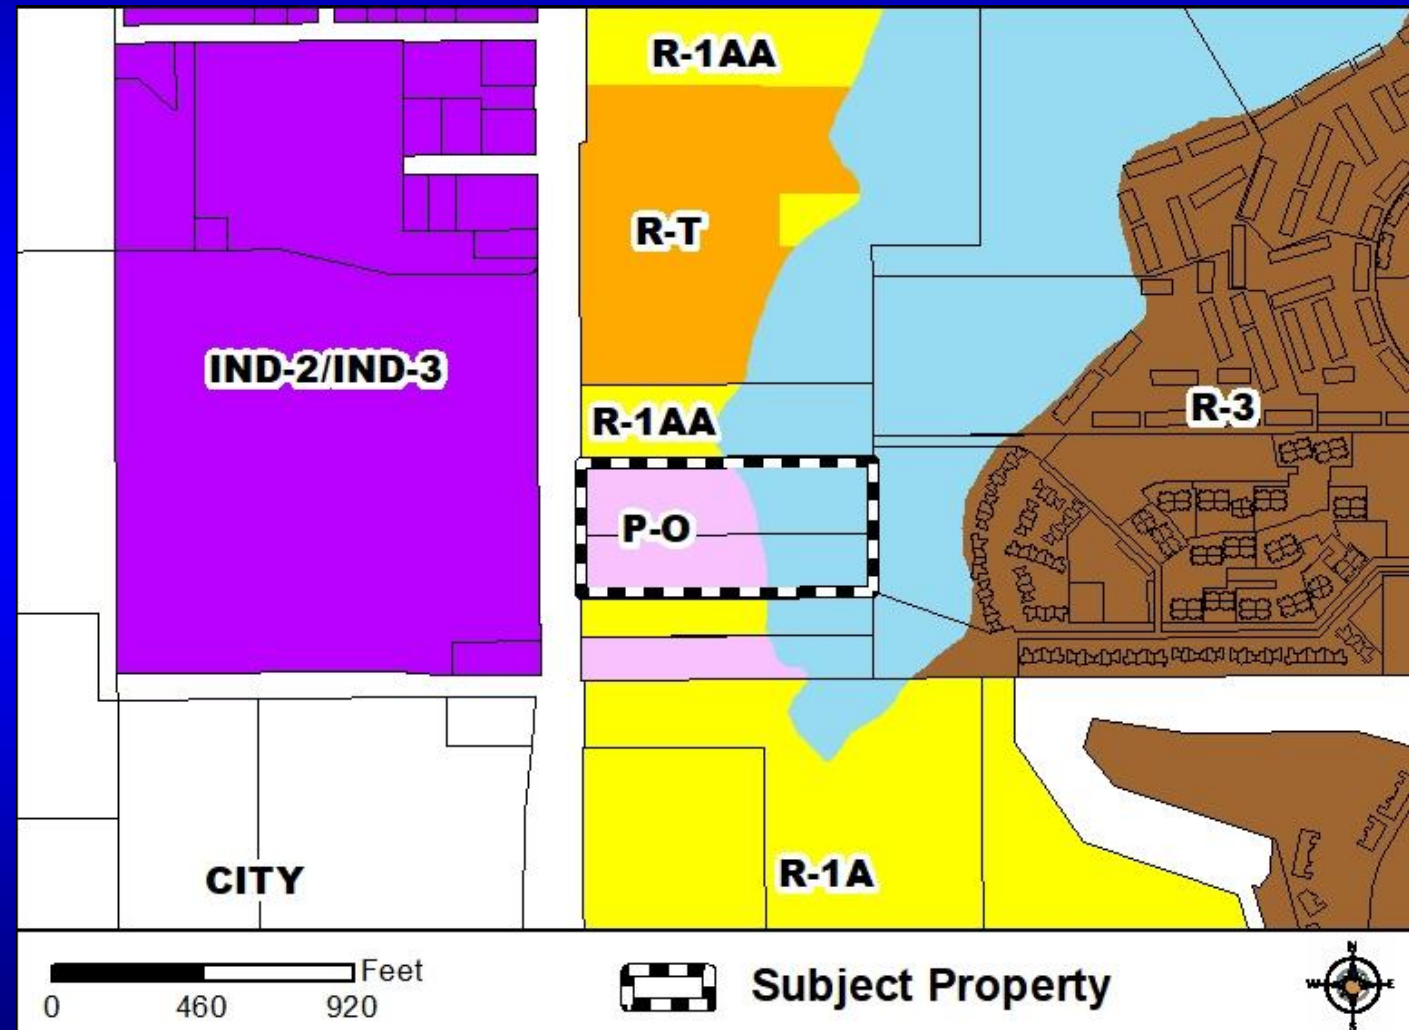 R-1AA
R-T
IND-2/IND-3
R-3
R-1AA
P-O
R-1A
CITY
Feet
0 460 920
Subject Property
N
W E
S